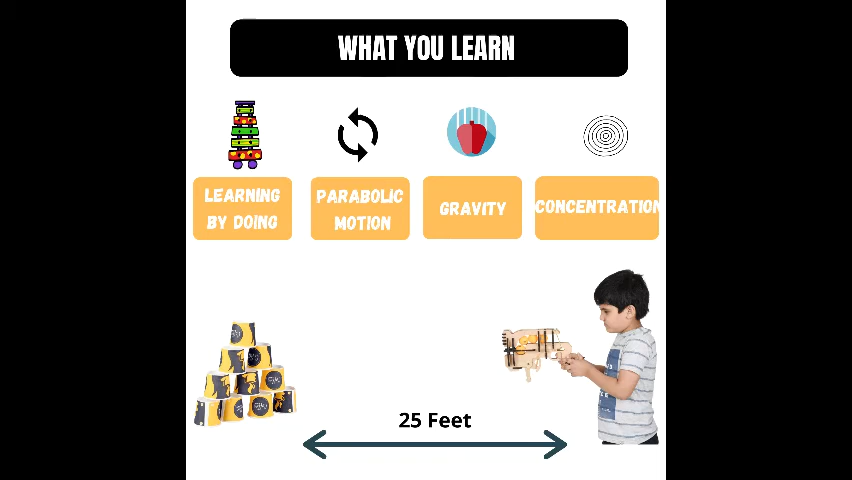 WHAT YOU LEARN
LEARNING
BY DOING
PARABOLIC
MOTION
GRAVITY
CONCENTRATION
25 Feet